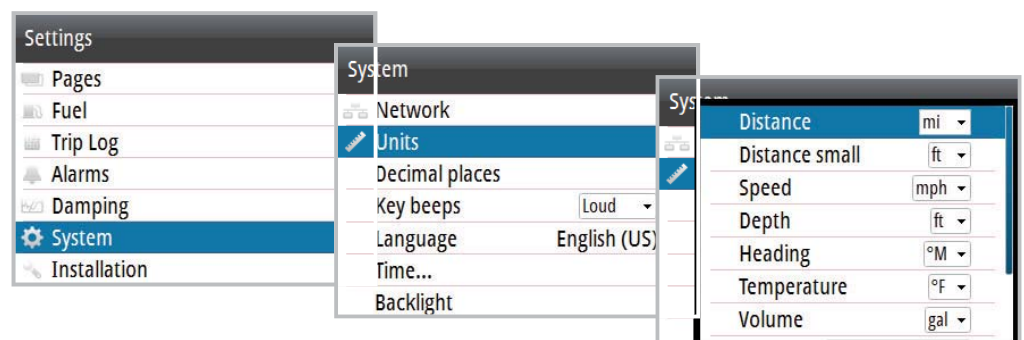 Settings
Pages
Fuel
Trip Log
Alarms
Damping
System
Installation
System
Network
Units
Decimal places
Key beeps Loud
Language English (US)
Time...
Backlight
System
Distance mi
Distance small ft
Speed mph
Depth ft
Heading °M
Temperature °F
Volume gal